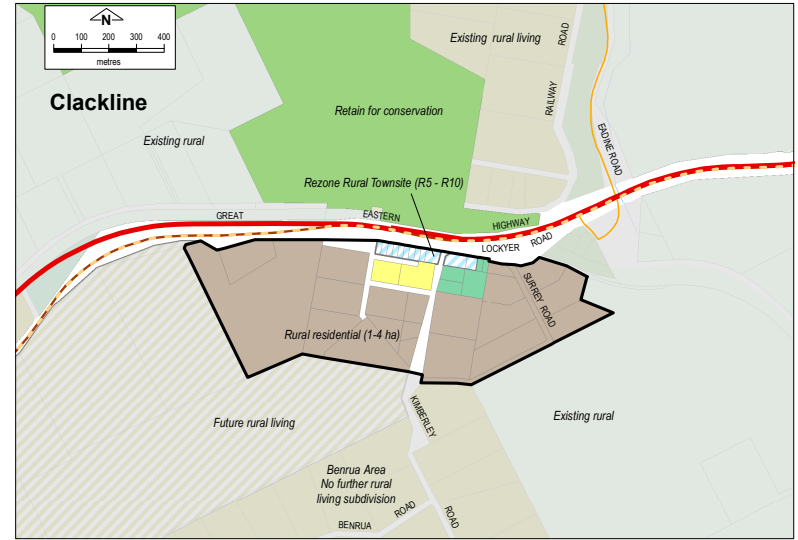 N
0 200 200 300 400
metres
Clackline
Existing rural living
ROAD
RAILWAY
EADINE ROAD
Retain for conservation
Existing rural
Rezone Rural Townsite (R5 - R10)
GREAT EASTERN HIGHWAY
LOCKYER ROAD
SURREY ROAD
Rural residential (1-4 ha)
Future rural living
KIMBERLEY
ROAD
Existing rural
Benrua Area
No further rural
living subdivision
BENRUA ROAD